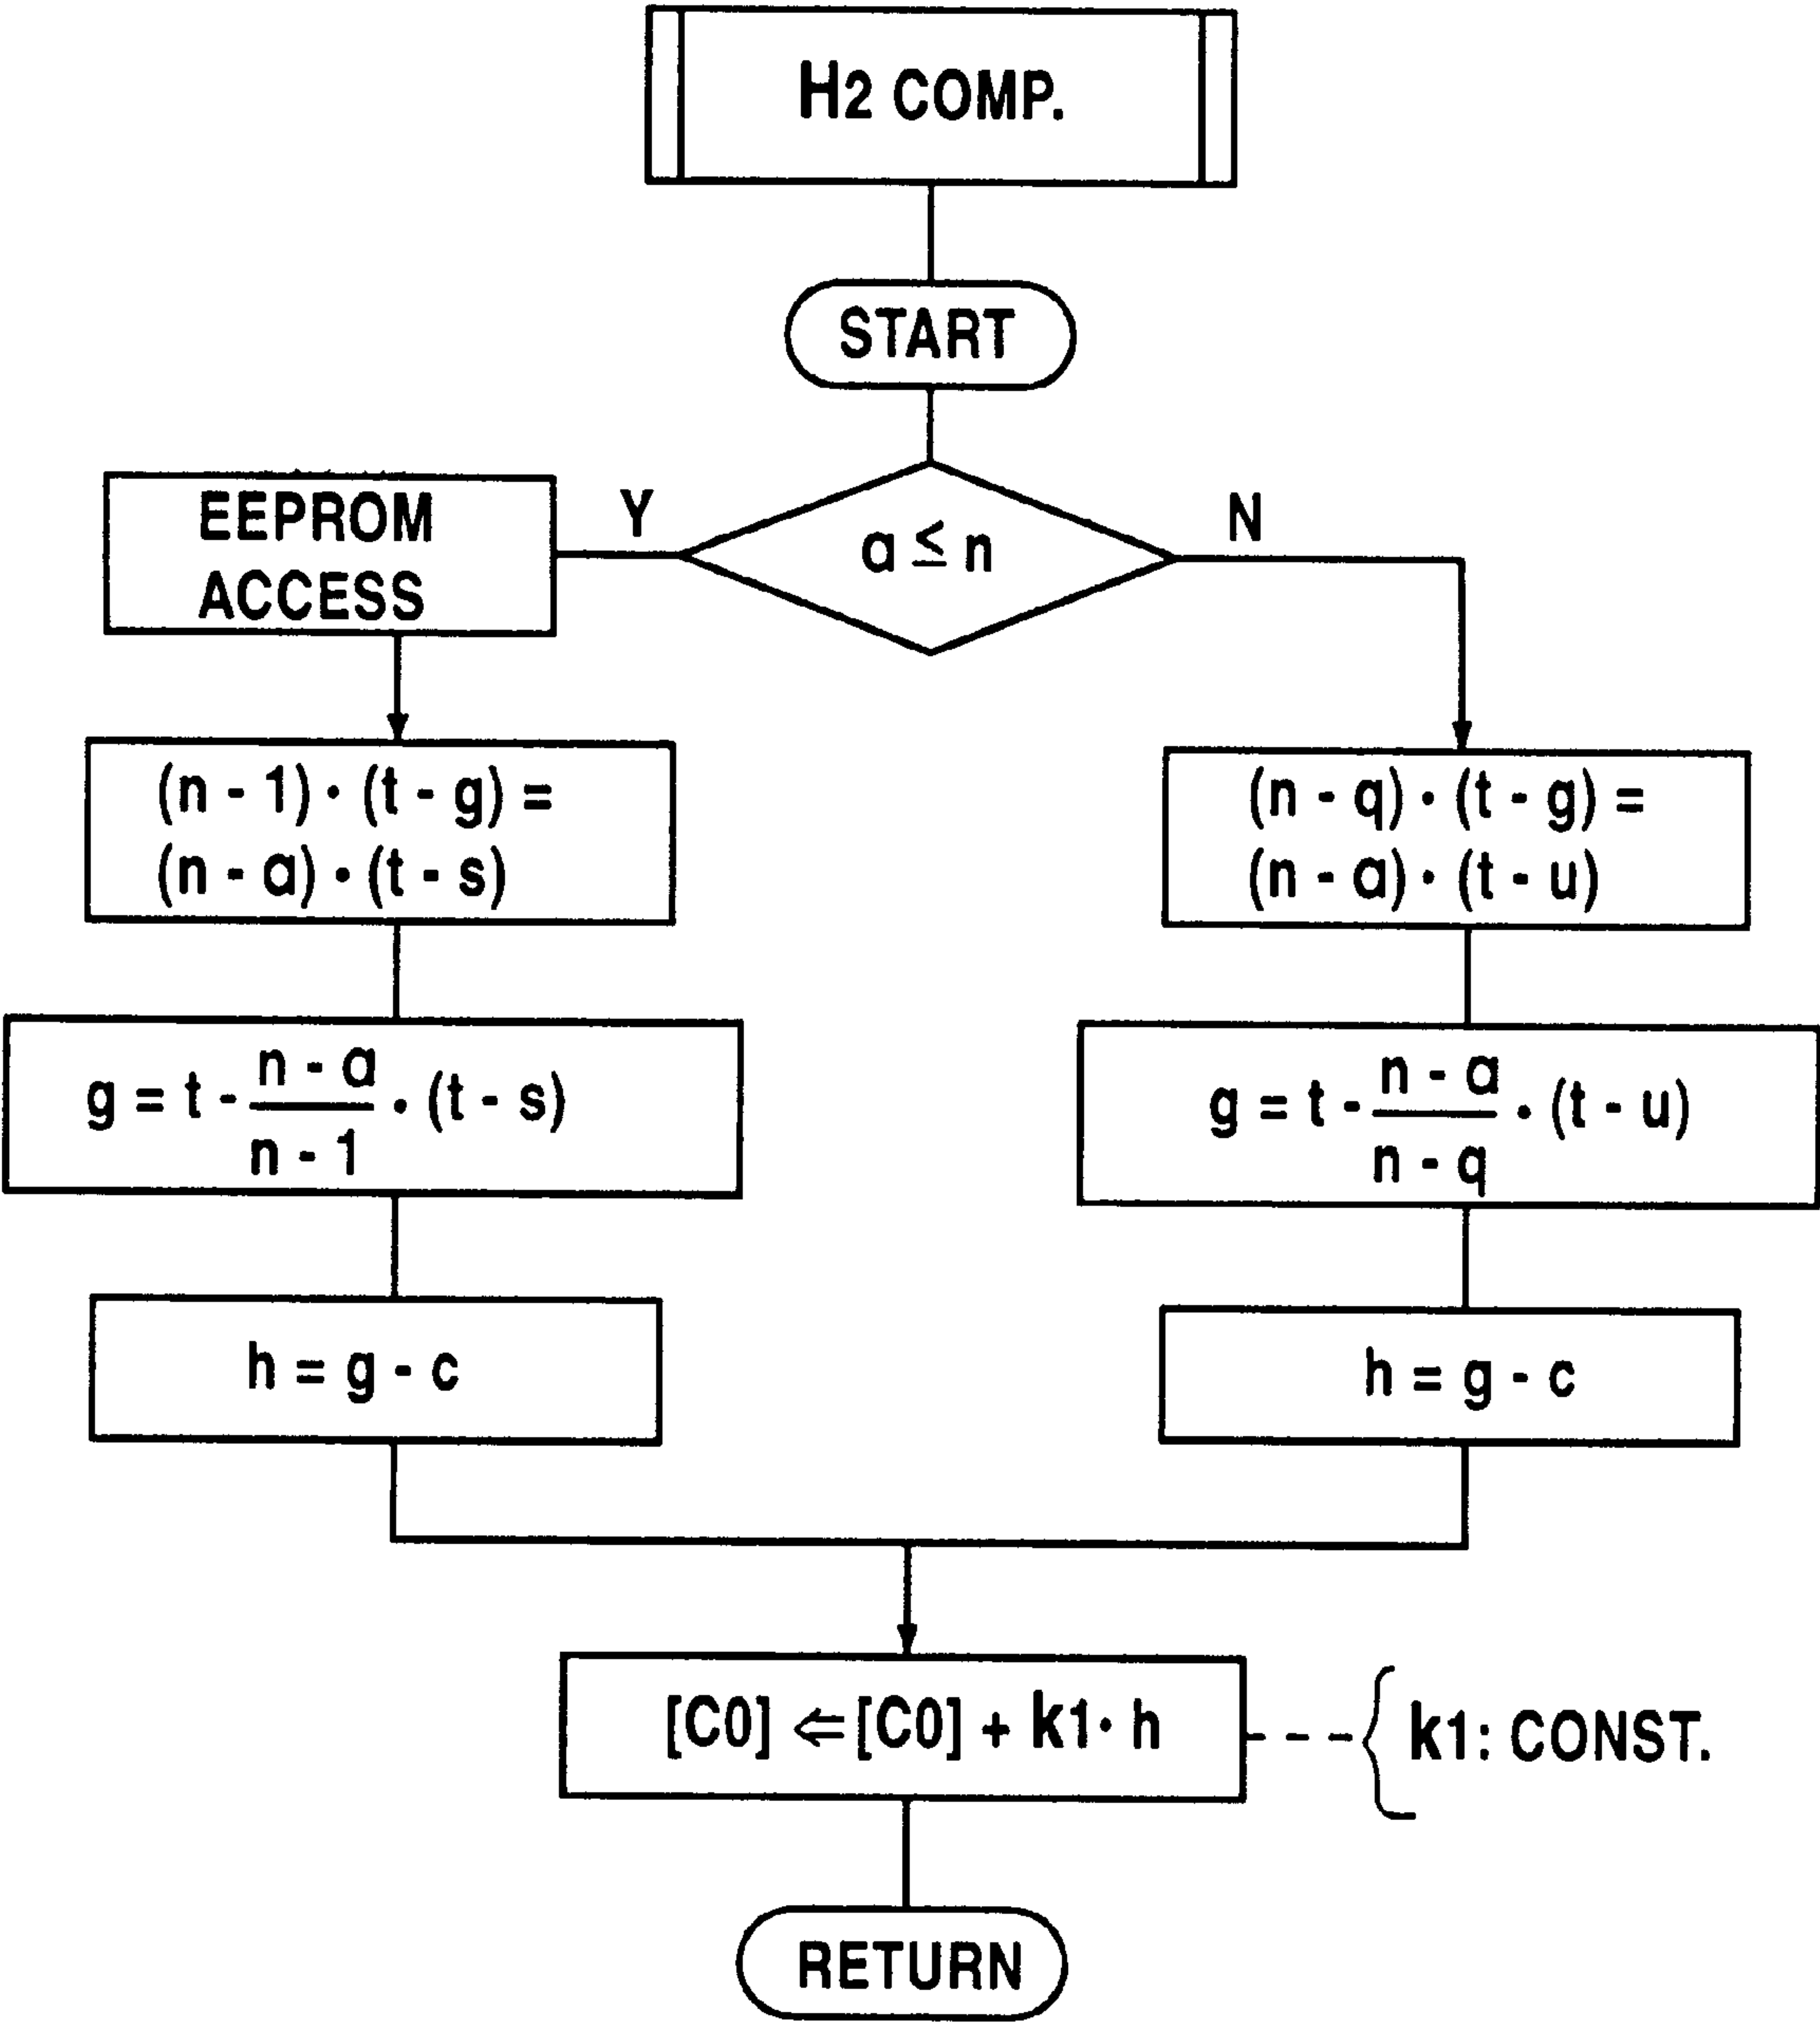 H2 COMP.
START
a ≤ n
Y
N
EEPROM
ACCESS
(n - 1) · (t - g) =
(n - a) · (t - s)
g = t - n - a / n - 1 · (t - s)
h = g - c
(n - q) · (t - g) =
(n - a) · (t - u)
g = t - n - a / n - q · (t - u)
h = g - c
[C0] ⇐ [C0] + k1 · h
k1: CONST.
RETURN